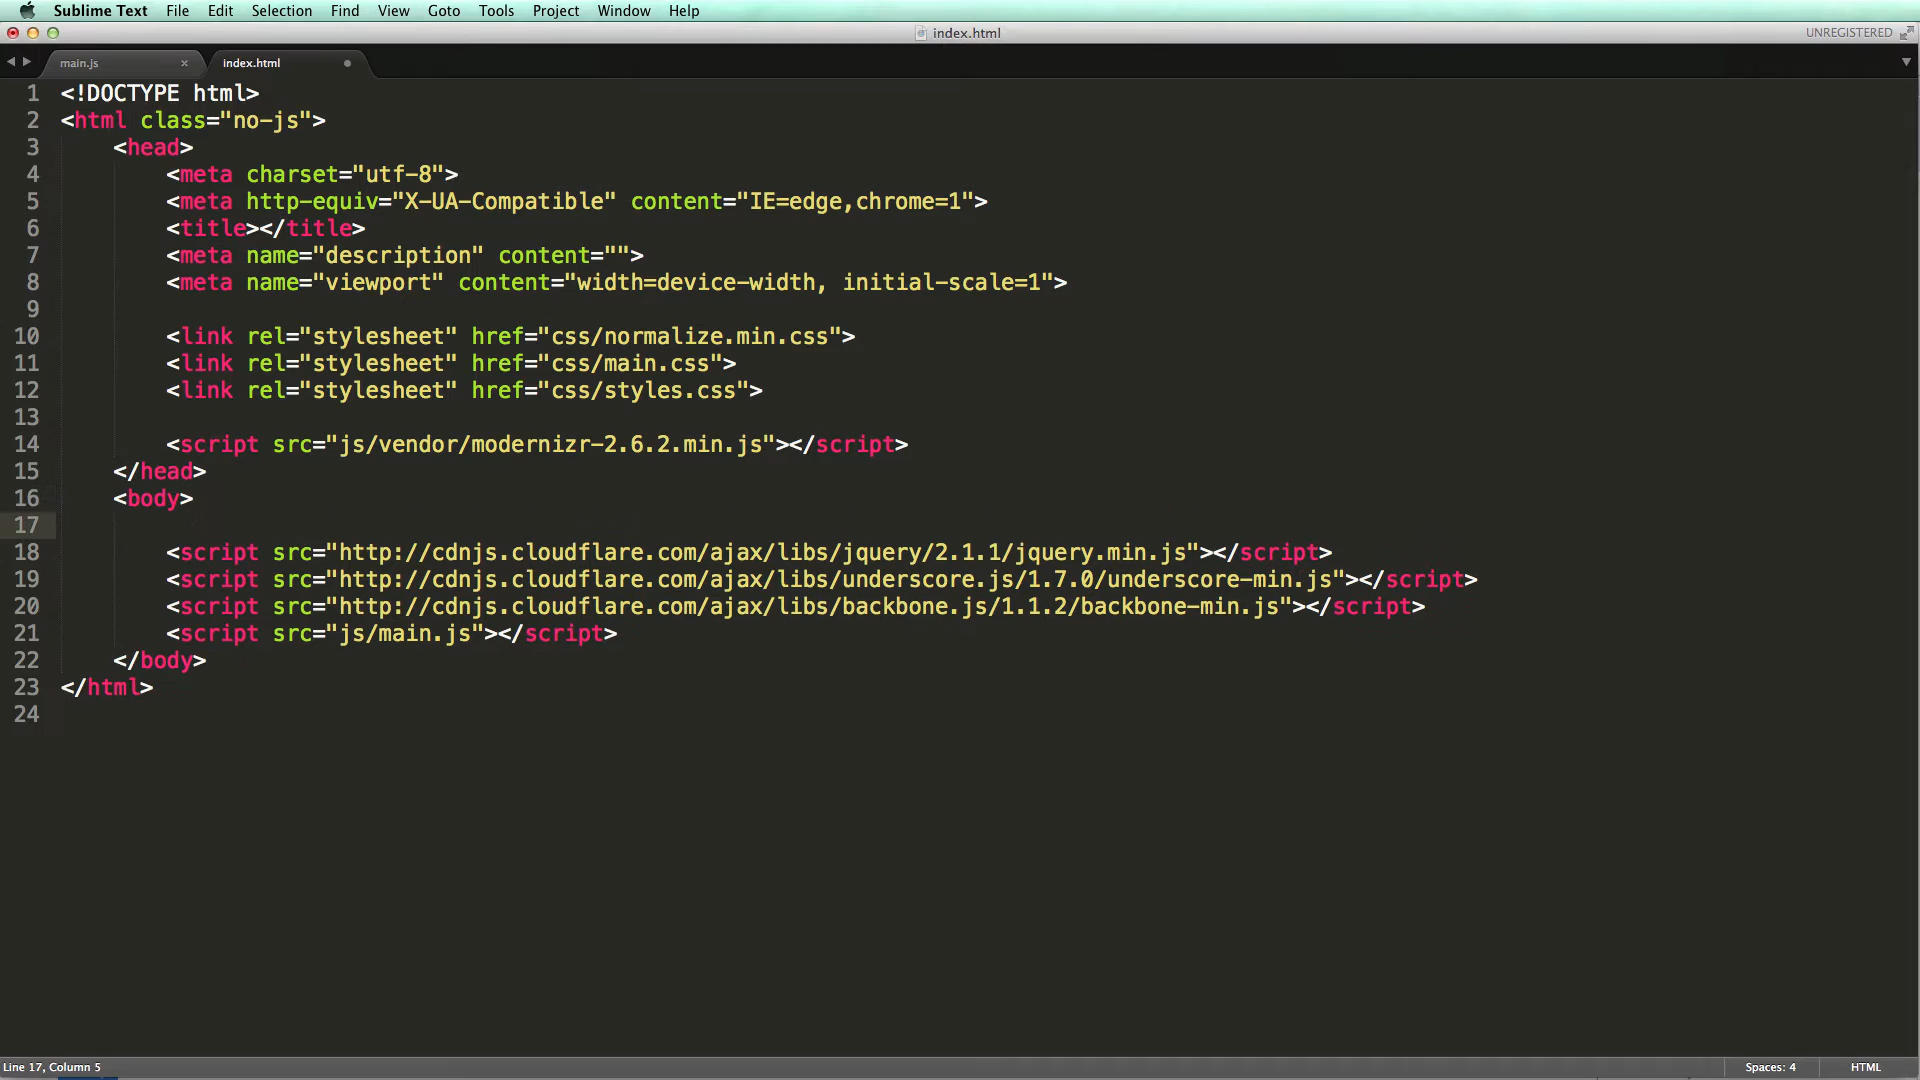 Sublime Text File Edit Selection Find View Goto Tools Project Window Help
index.html UNREGISTERED
main.js × index.html
1 <!DOCTYPE html>
2 <html class="no-js">
3 <head>
4 <meta charset="utf-8">
5 <meta http-equiv="X-UA-Compatible" content="IE=edge,chrome=1">
6 <title></title>
7 <meta name="description" content="">
8 <meta name="viewport" content="width=device-width, initial-scale=1">
9
10 <link rel="stylesheet" href="css/normalize.min.css">
11 <link rel="stylesheet" href="css/main.css">
12 <link rel="stylesheet" href="css/styles.css">
13
14 <script src="js/vendor/modernizr-2.6.2.min.js"></script>
15 </head>
16 <body>
17
18 <script src="http://cdnjs.cloudflare.com/ajax/libs/jquery/2.1.1/jquery.min.js"></script>
19 <script src="http://cdnjs.cloudflare.com/ajax/libs/underscore.js/1.7.0/underscore-min.js"></script>
20 <script src="http://cdnjs.cloudflare.com/ajax/libs/backbone.js/1.1.2/backbone-min.js"></script>
21 <script src="js/main.js"></script>
22 </body>
23 </html>
24
Line 17, Column 5 Spaces: 4 HTML